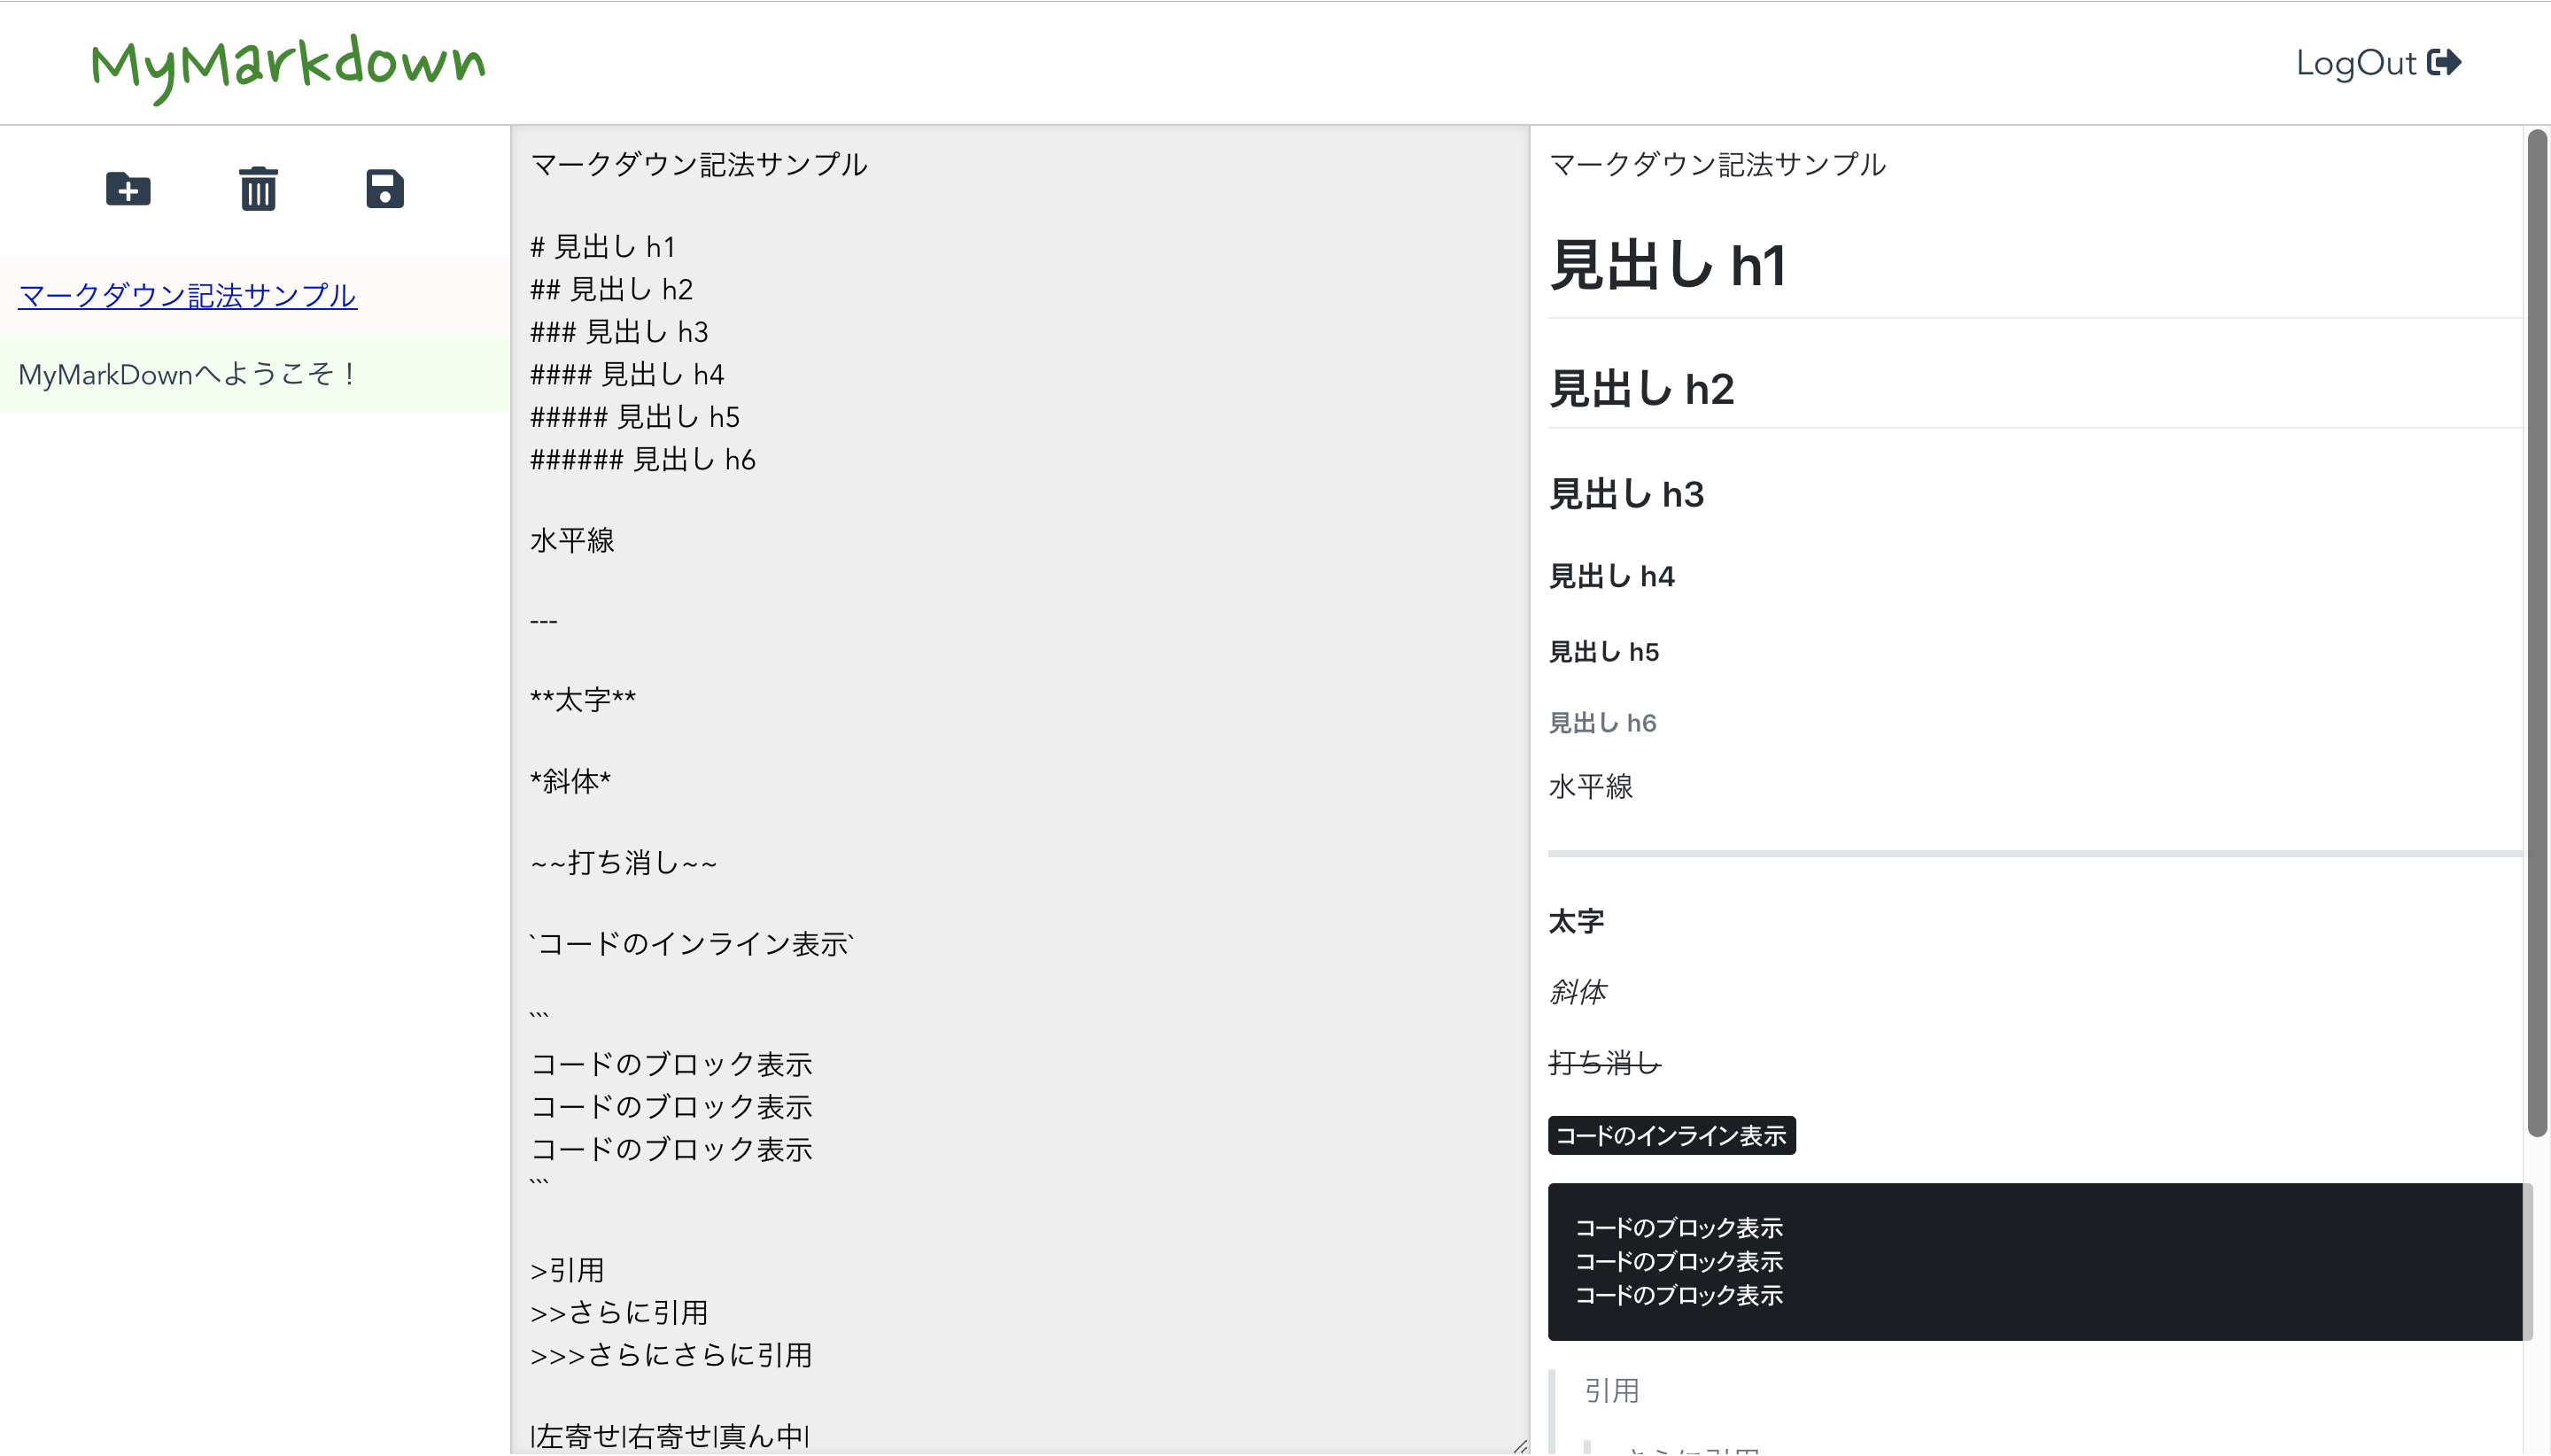 MyMarkdown
LogOut
マークダウン記法サンプル
MyMarkDownへようこそ！
マークダウン記法サンプル
# 見出し h1
## 見出し h2
### 見出し h3
#### 見出し h4
##### 見出し h5
###### 見出し h6
水平線
---
**太字**
*斜体*
~~打ち消し~~
`コードのインライン表示`
```
コードのブロック表示
コードのブロック表示
コードのブロック表示
```
>引用
>>さらに引用
>>>さらにさらに引用
|左寄せ|右寄せ|真ん中|
マークダウン記法サンプル
見出し h1
見出し h2
見出し h3
見出し h4
見出し h5
見出し h6
水平線
太字
斜体
打ち消し
コードのインライン表示
コードのブロック表示
コードのブロック表示
コードのブロック表示
引用
さらに引用